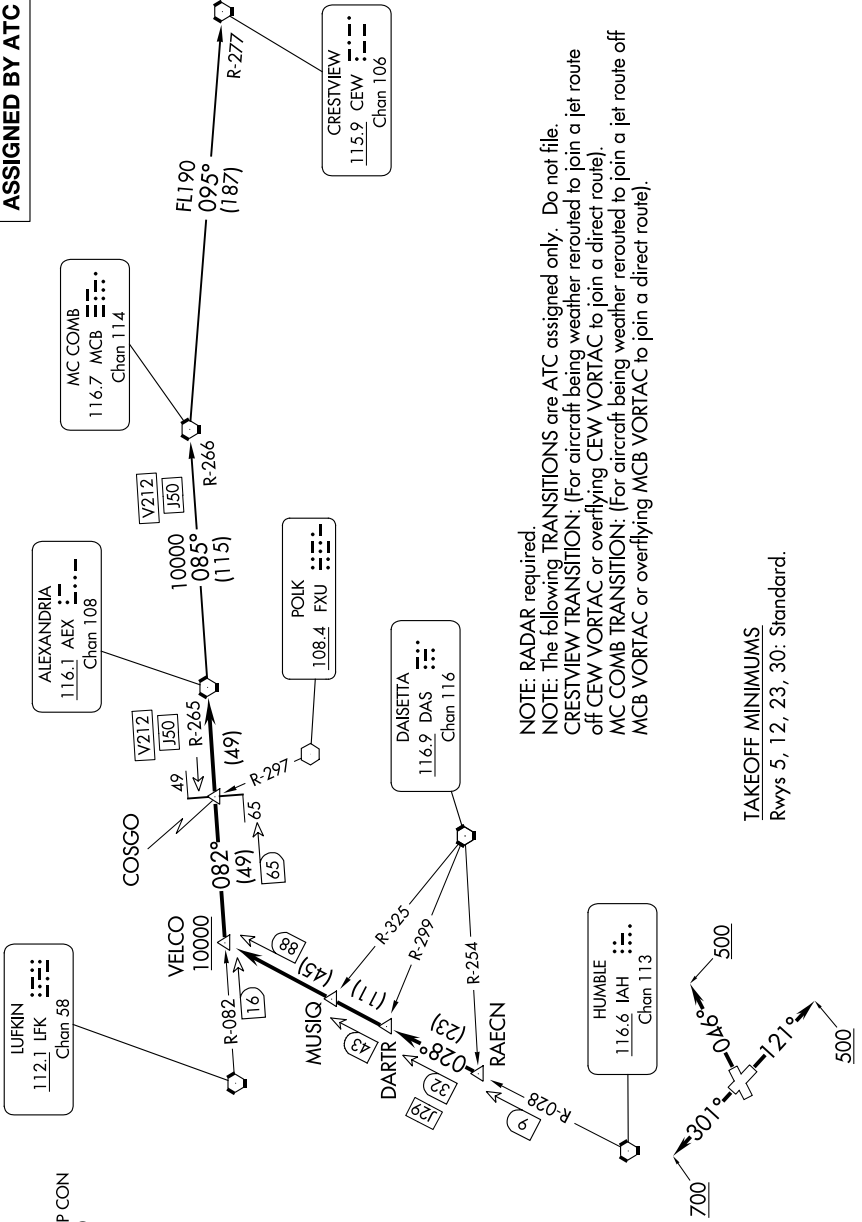 ASSIGNED BY ATC
P CON
LUFKIN
112.1 LFK
Chan 58
ALEXANDRIA
116.1 AEX
Chan 108
MC COMB
116.7 MCB
Chan 114
CRESTVIEW
115.9 CEW
Chan 106
POLK
108.4 FXU
DAISETTA
116.9 DAS
Chan 116
HUMBLE
116.6 IAH
Chan 113
R-082
16
VELCO
10000
COSGO
082°
(49)
65
65
49
R-297
V212
J50
R-265
(49)
10000
085°
(115)
V212
J50
R-266
FL190
095°
(187)
R-277
88
(45)
MUSIQ
43
(11)
DARTR
32
J29
028°
(23)
RAECN
9
R-028
R-325
R-299
R-254
301°
700
046°
500
121°
500
NOTE: RADAR required.
NOTE: The following TRANSITIONS are ATC assigned only. Do not file.
CRESTVIEW TRANSITION: (For aircraft being weather rerouted to join a jet route
off CEW VORTAC or overflying CEW VORTAC to join a direct route).
MC COMB TRANSITION: (For aircraft being weather rerouted to join a jet route off
MCB VORTAC or overflying MCB VORTAC to join a direct route).
TAKEOFF MINIMUMS
Rwys 5, 12, 23, 30: Standard.